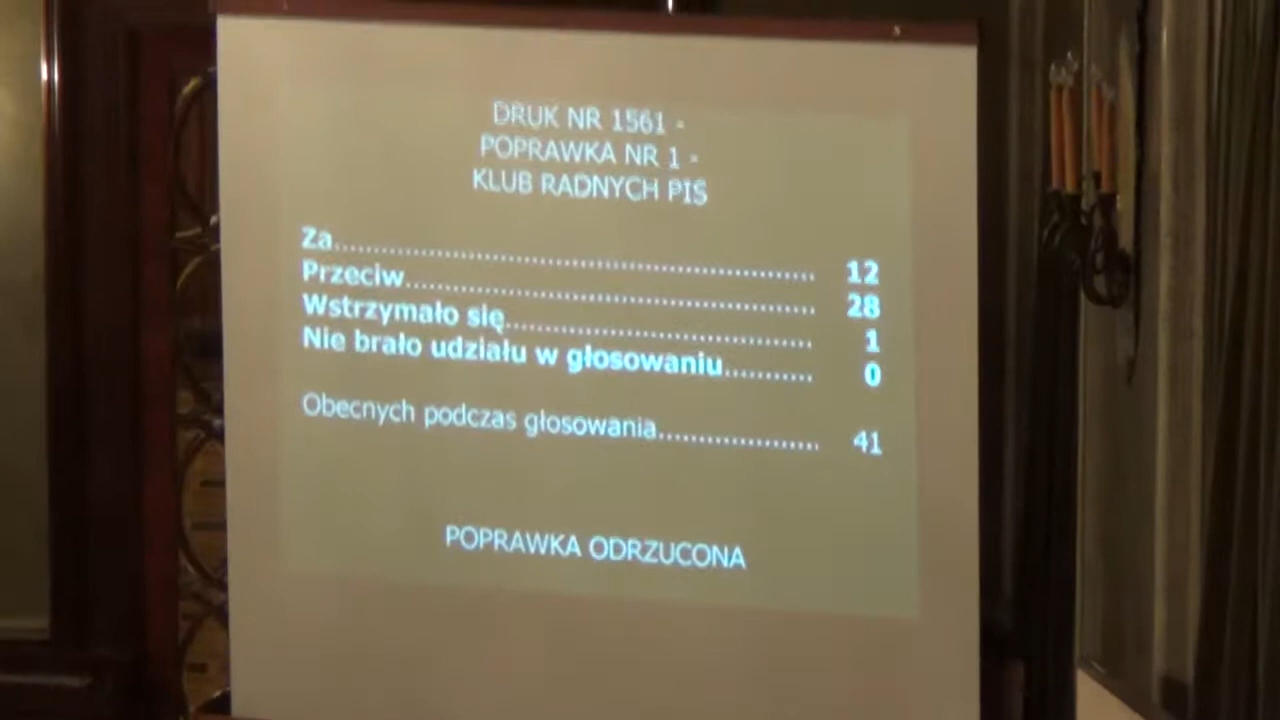 DRUK NR 1561 -
POPRAWKA NR 1 -
KLUB RADNYCH PIS
Za.................................................. 12
Przeciw.......................................... 28
Wstrzymało się............................... 1
Nie brało udziału w głosowaniu.......... 0
Obecnych podczas głosowania................ 41
POPRAWKA ODRZUCONA